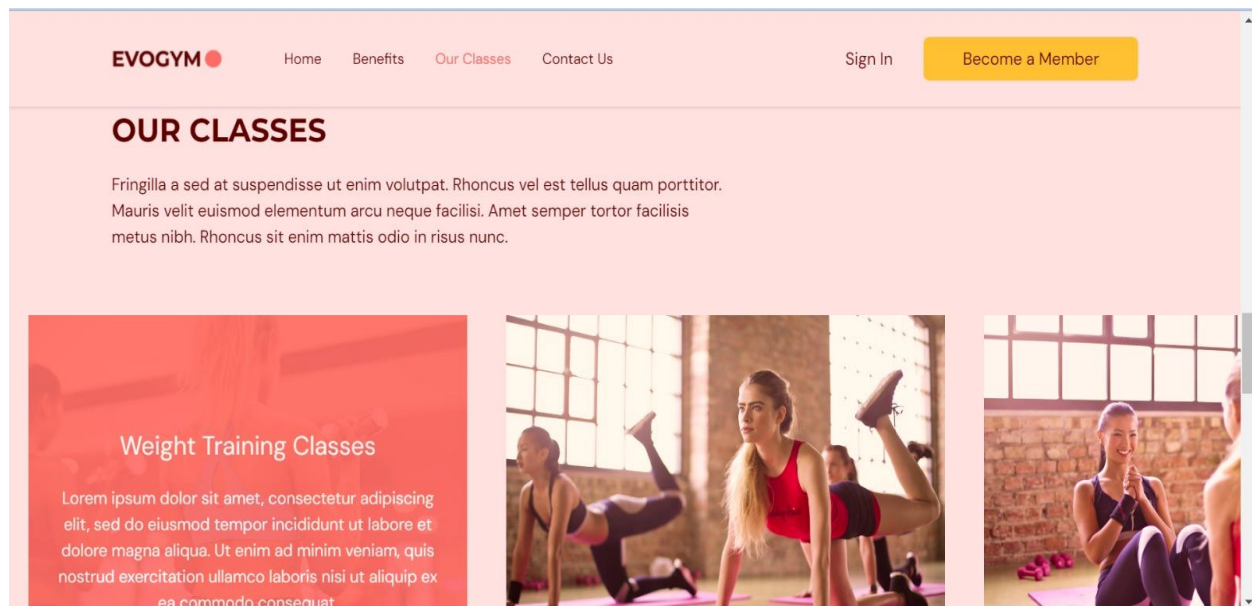 EVOGYM
Home Benefits Our Classes Contact Us
Sign In
Become a Member
OUR CLASSES
Fringilla a sed at suspendisse ut enim volutpat. Rhoncus vel est tellus quam porttitor.
Mauris velit euismod elementum arcu neque facilisi. Amet semper tortor facilisis
metus nibh. Rhoncus sit enim mattis odio in risus nunc.
Weight Training Classes
Lorem ipsum dolor sit amet, consectetur adipiscing
elit, sed do eiusmod tempor incididunt ut labore et
dolore magna aliqua. Ut enim ad minim veniam, quis
nostrud exercitation ullamco laboris nisi ut aliquip ex
ea commodo consequat